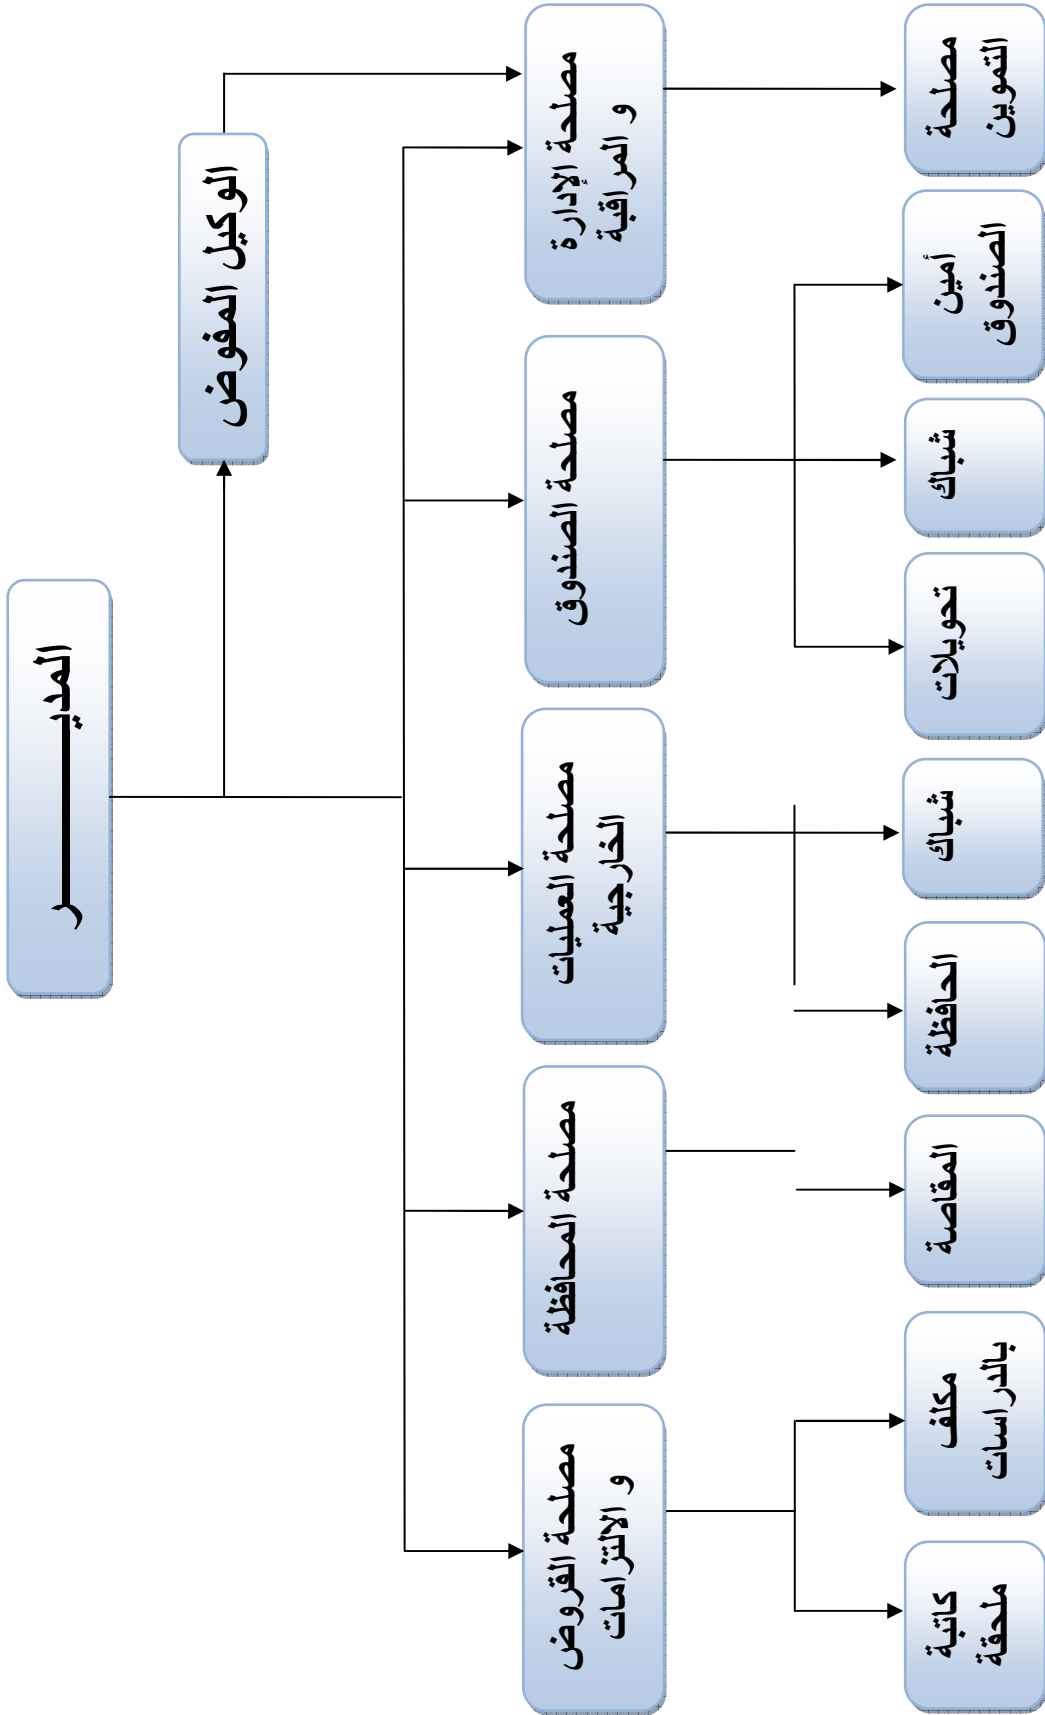 المديـــــــــــر
الوكيل المفوض
مصلحة الإدارة
و المراقبة
مصلحة الصندوق
مصلحة العمليات
الخارجية
مصلحة المحافظة
مصلحة القروض
و الالتزامات
مصلحة
التموين
أمين
الصندوق
شباك
تحويلات
شباك
الحافظة
المقاصة
مكلف
بالدراسات
كاتبة
ملحقة